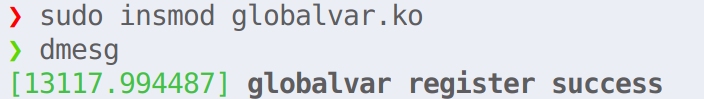 ❯ sudo insmod globalvar.ko
❯ dmesg
[13117.994487] globalvar register success